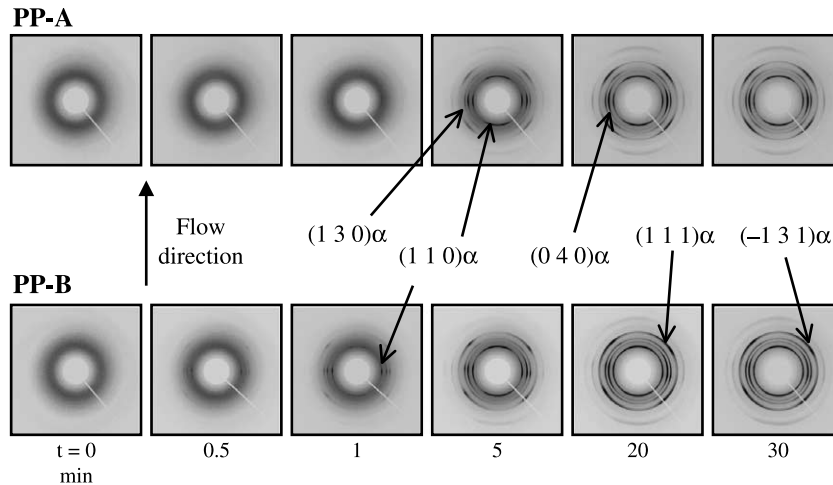 PP-A
Flow
direction
(1 3 0)α
(1 1 0)α
(0 4 0)α
(1 1 1)α
(–1 3 1)α
PP-B
t = 0
min
0.5
1
5
20
30